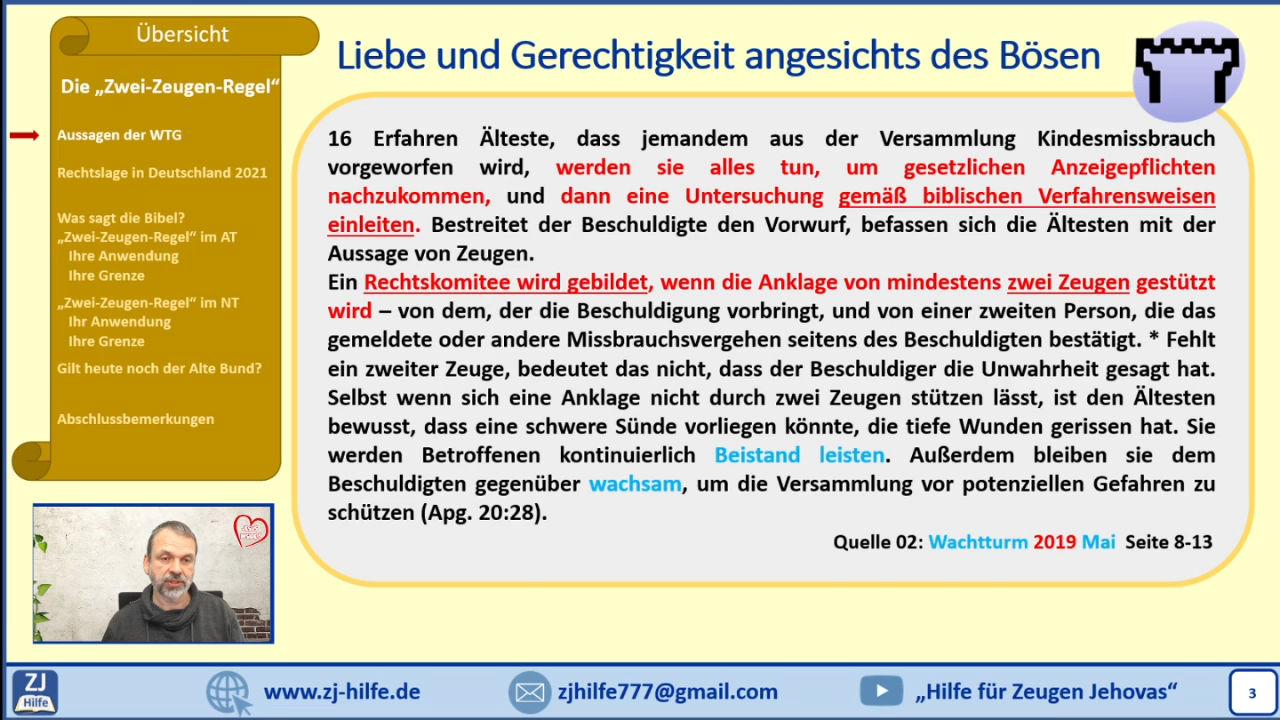 Übersicht
Die „Zwei-Zeugen-Regel“
Aussagen der WTG
Rechtslage in Deutschland 2021
Was sagt die Bibel?
„Zwei-Zeugen-Regel“ im AT
Ihre Anwendung
Ihre Grenze
„Zwei-Zeugen-Regel“ im NT
Ihr Anwendung
Ihre Grenze
Gilt heute noch der Alte Bund?
Abschlussbemerkungen
Liebe und Gerechtigkeit angesichts des Bösen
16 Erfahren Älteste, dass jemandem aus der Versammlung Kindesmissbrauch
vorgeworfen wird, werden sie alles tun, um gesetzlichen Anzeigepflichten
nachzukommen, und dann eine Untersuchung gemäß biblischen Verfahrensweisen
einleiten. Bestreitet der Beschuldigte den Vorwurf, befassen sich die Ältesten mit der
Aussage von Zeugen.
Ein Rechtskomitee wird gebildet, wenn die Anklage von mindestens zwei Zeugen gestützt
wird – von dem, der die Beschuldigung vorbringt, und von einer zweiten Person, die das
gemeldete oder andere Missbrauchsvergehen seitens des Beschuldigten bestätigt. * Fehlt
ein zweiter Zeuge, bedeutet das nicht, dass der Beschuldiger die Unwahrheit gesagt hat.
Selbst wenn sich eine Anklage nicht durch zwei Zeugen stützen lässt, ist den Ältesten
bewusst, dass eine schwere Sünde vorliegen könnte, die tiefe Wunden gerissen hat. Sie
werden Betroffenen kontinuierlich Beistand leisten. Außerdem bleiben sie dem
Beschuldigten gegenüber wachsam, um die Versammlung vor potenziellen Gefahren zu
schützen (Apg. 20:28).
Quelle 02: Wachtturm 2019 Mai Seite 8-13
ZJ
Hilfe
www.zj-hilfe.de
zjhilfe777@gmail.com
„Hilfe für Zeugen Jehovas“
3